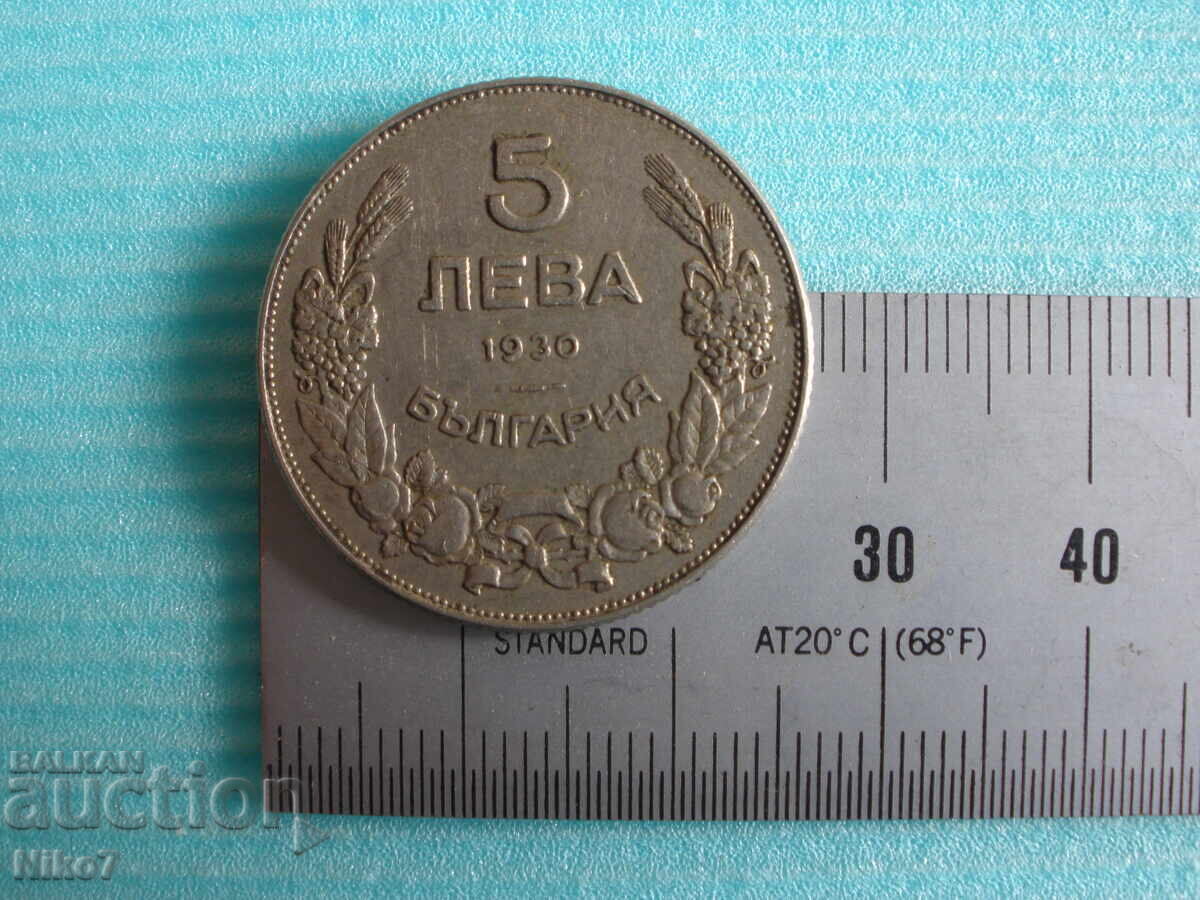 5
ЛЕВА
1930
БЪЛГАРИЯ
30 40
STANDARD AT20°C (68°F)
BALKAN
auction
Niko7